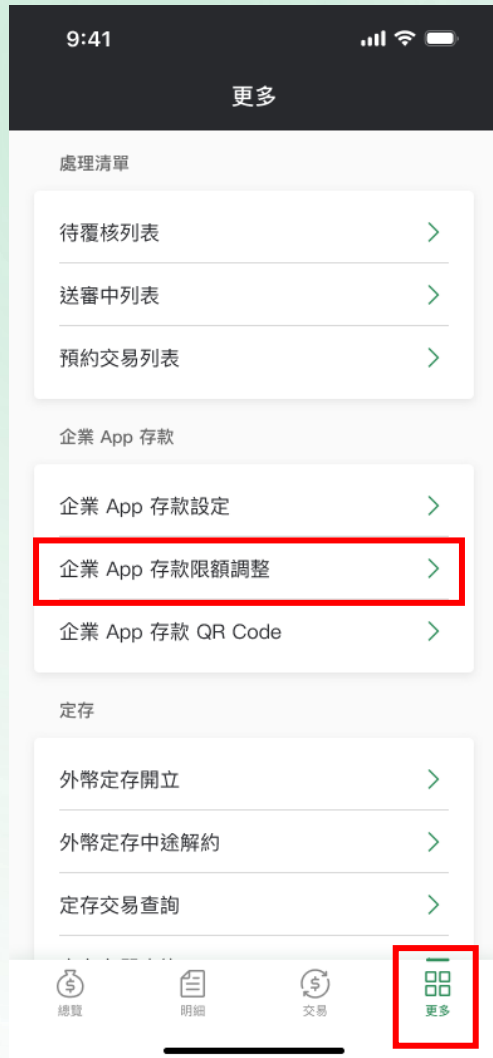 9:41
更多
處理清單
待覆核列表
送審中列表
預約交易列表
企業 App 存款
企業 App 存款設定
企業 App 存款限額調整
企業 App 存款 QR Code
定存
外幣定存開立
外幣定存中途解約
定存交易查詢
總覽
明細
交易
更多